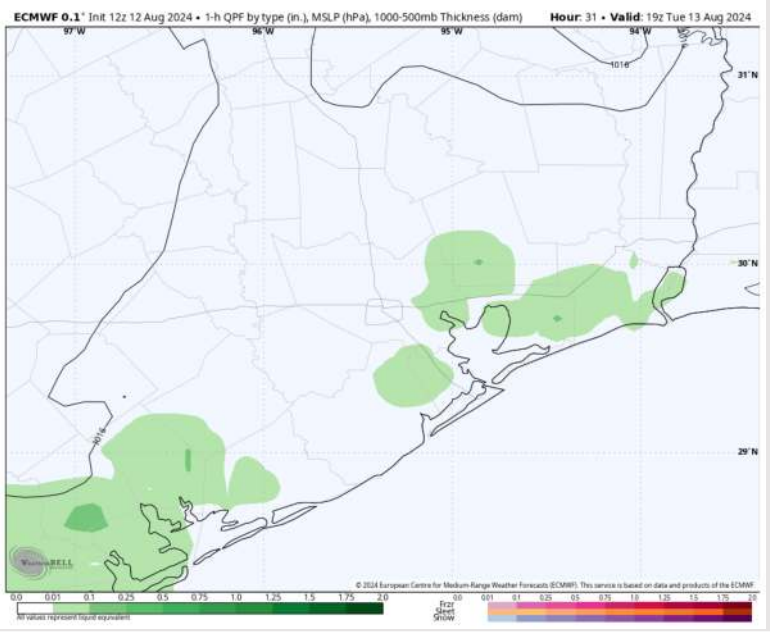 ECMWF 0.1° Init 12z 12 Aug 2024 • 1-h QPF by type (in.), MSLP (hPa), 1000-500mb Thickness (dam) Hour: 31 • Valid: 19z Tue 13 Aug 2024
97°W 96°W 95°W 94°W
1016
1016
31°N
30°N
1016
29°N
WeatherBELL
© 2024 European Centre for Medium-Range Weather Forecasts (ECMWF). This service is based on data and products of the ECMWF
0.0 0.01 0.1 0.25 0.5 0.75 1.0 1.25 1.5 1.75 2.0 0.0 0.01 0.1 0.25 0.5 0.75 1.0 1.25 1.5 1.75 2.0
All values represent liquid equivalent
Frzr
Sleet
Snow